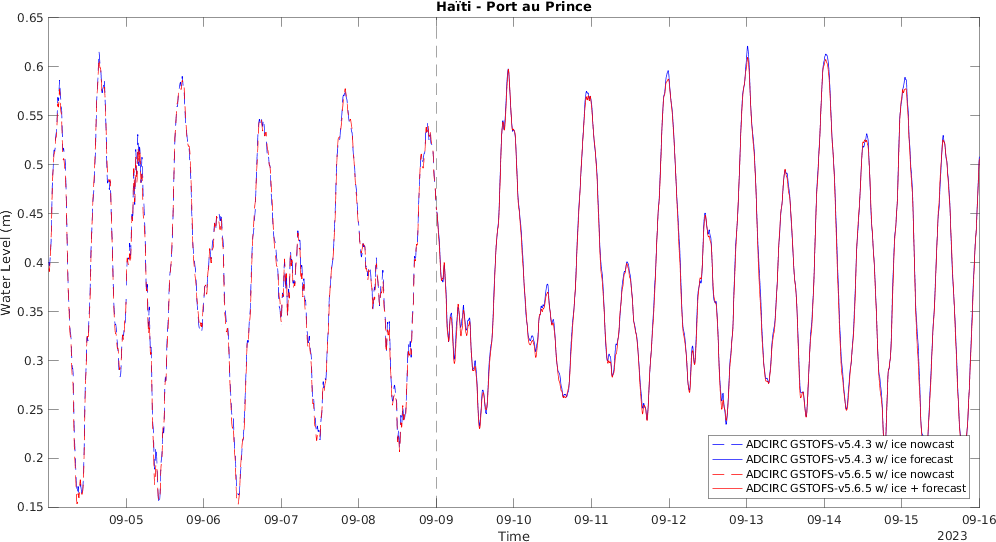 Haïti - Port au Prince
0.65
0.6
0.55
0.5
0.45
0.4
0.35
0.3
0.25
0.2
0.15
Water Level (m)
ADCIRC GSTOFS-v5.4.3 w/ ice nowcast
ADCIRC GSTOFS-v5.4.3 w/ ice forecast
ADCIRC GSTOFS-v5.6.5 w/ ice nowcast
ADCIRC GSTOFS-v5.6.5 w/ ice + forecast
09-05 09-06 09-07 09-08 09-09 09-10 09-11 09-12 09-13 09-14 09-15 09-16
Time
2023